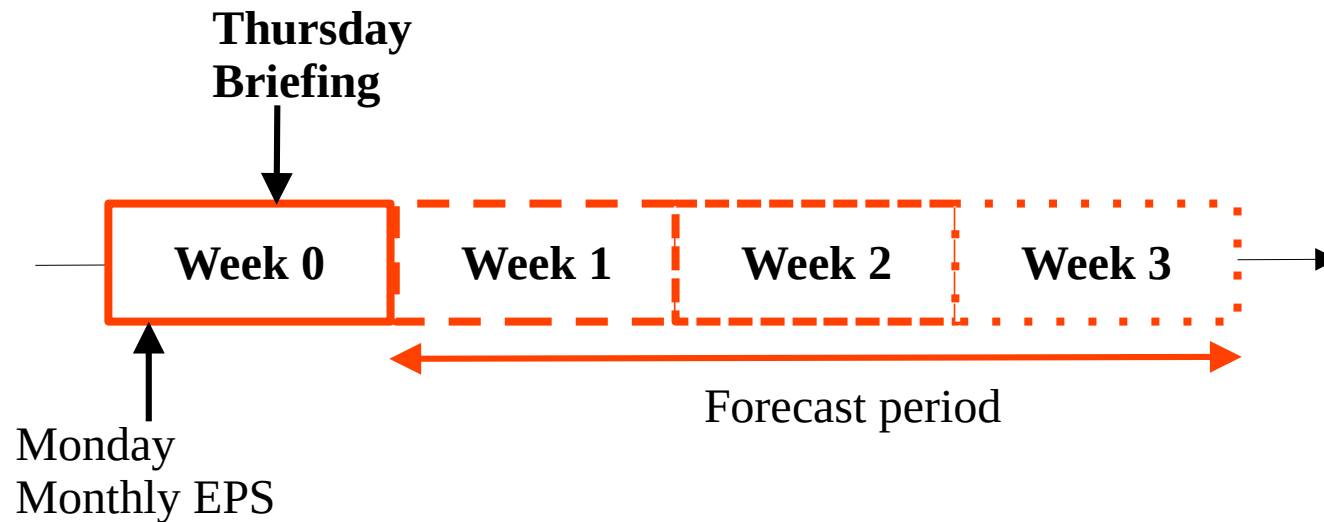 Thursday
Briefing
Week 0
Week 1
Week 2
Week 3
Forecast period
Monday
Monthly EPS